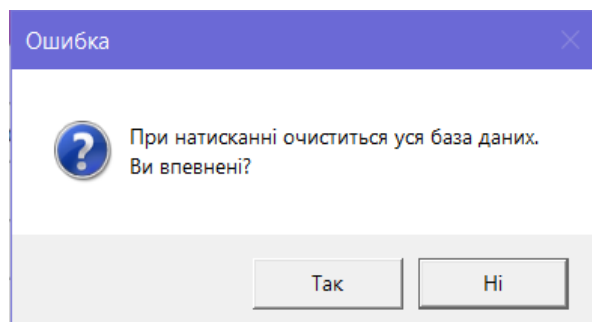 Ошибка
При натисканні очиститься уся база даних.
Ви впевнені?
Так
Ні